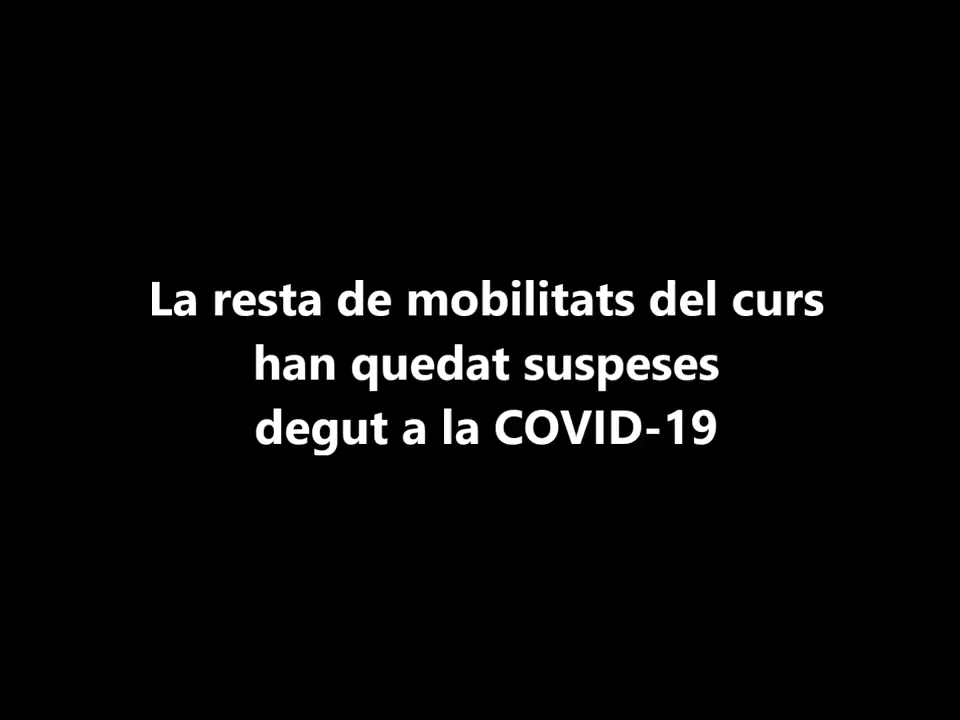 La resta de mobilitats del curs
han quedat suspeses
degut a la COVID-19